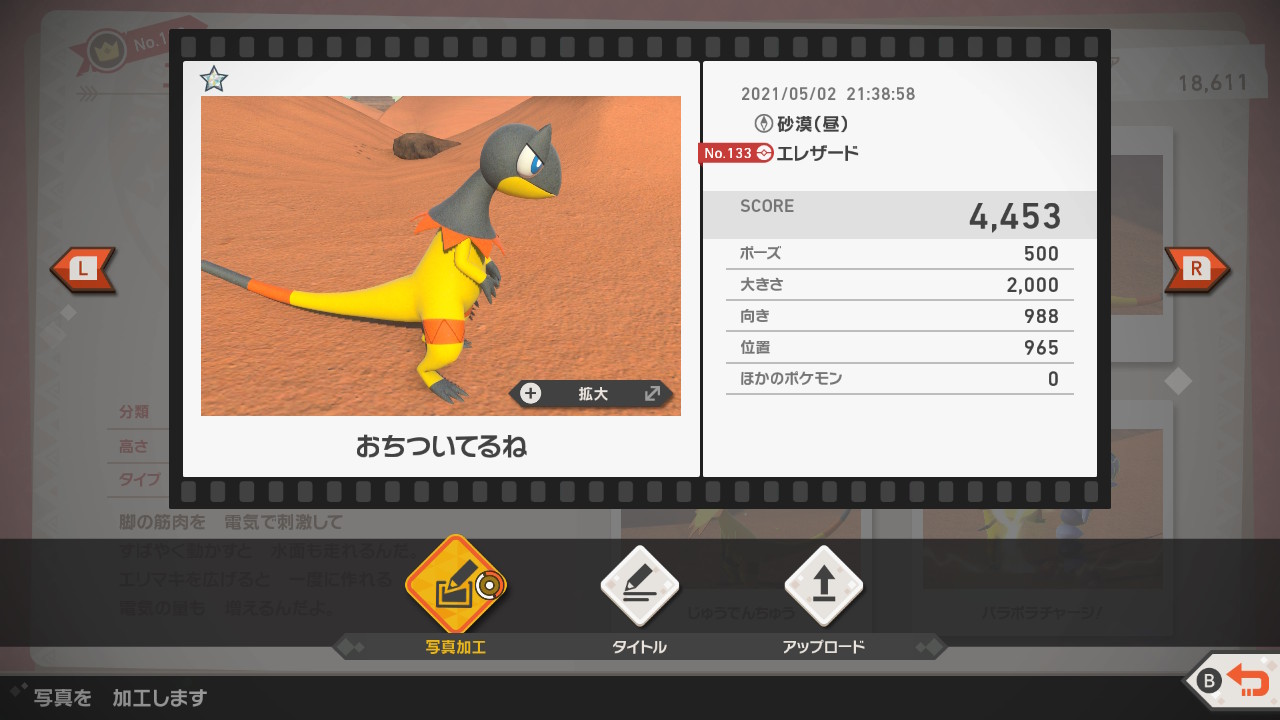 No.1
18,611
2021/05/02 21:38:58
砂漠(昼)
No.133 エレザード
SCORE 4,453
ポーズ 500
大きさ 2,000
向き 988
位置 965
ほかのポケモン 0
L
R
+ 拡大
おちついてるね
分類
高さ
タイプ
脚の筋肉を 電気で刺激して
すばやく動かすと 水面も走れるんだ。
エリマキを広げると 一度に作れる
電気の量も 増えるんだよ。
じゅうでんちゅう
パラボラチャージ!
写真加工
タイトル
アップロード
写真を 加工します
B